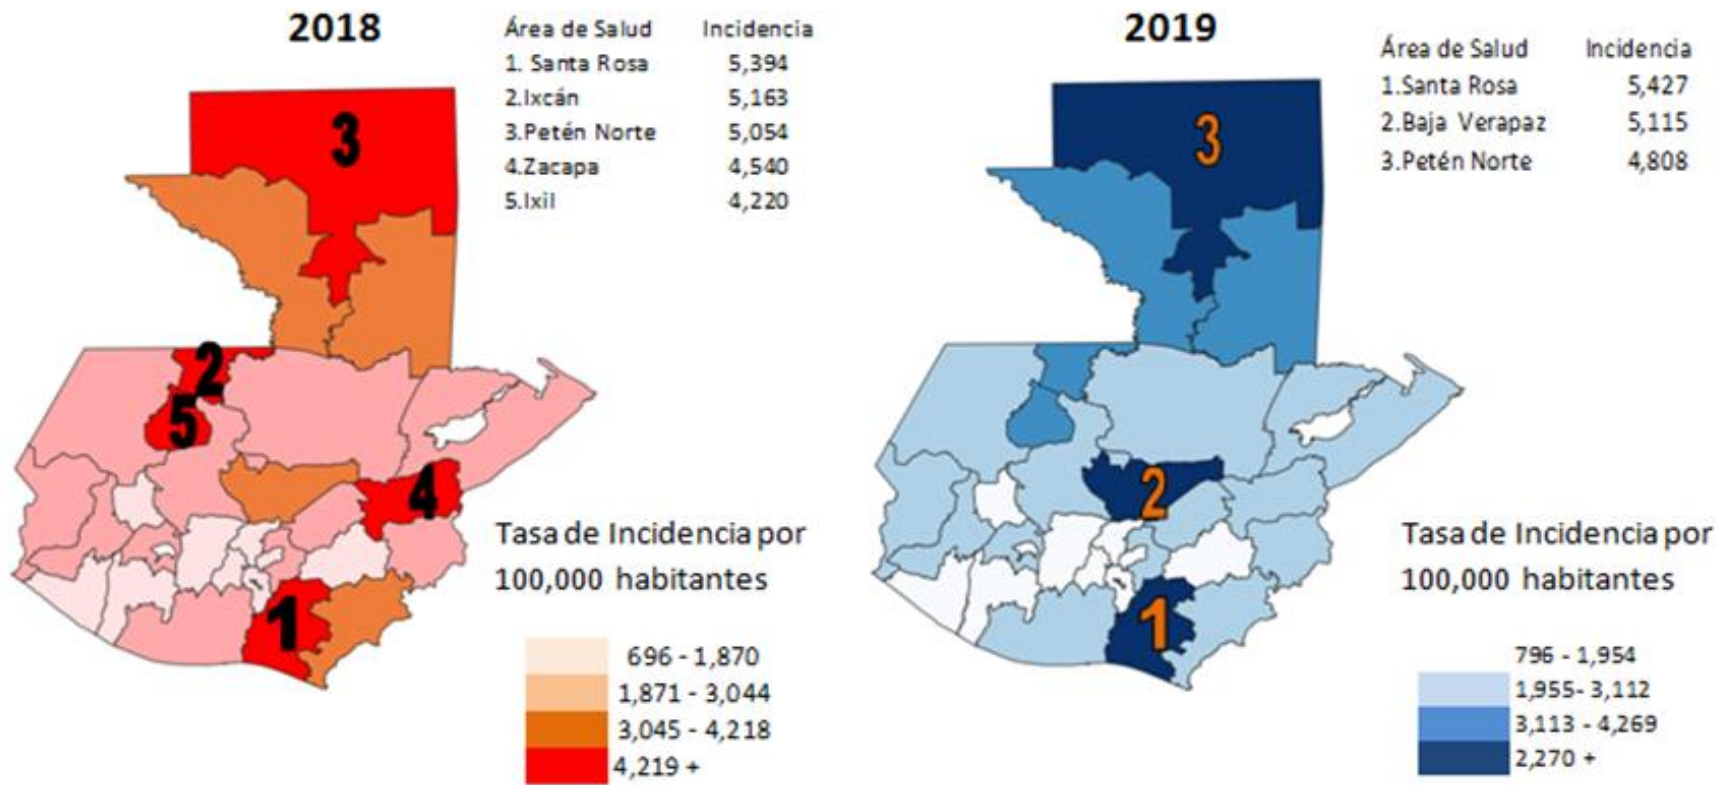 2018
Área de Salud Incidencia
1. Santa Rosa 5,394
2.Ixcán 5,163
3.Petén Norte 5,054
4.Zacapa 4,540
5.Ixil 4,220
3
2
5
4
1
Tasa de Incidencia por
100,000 habitantes
696 - 1,870
1,871 - 3,044
3,045 - 4,218
4,219 +
2019
Área de Salud Incidencia
1.Santa Rosa 5,427
2.Baja Verapaz 5,115
3.Petén Norte 4,808
3
2
1
Tasa de Incidencia por
100,000 habitantes
796 - 1,954
1,955- 3,112
3,113 - 4,269
2,270 +